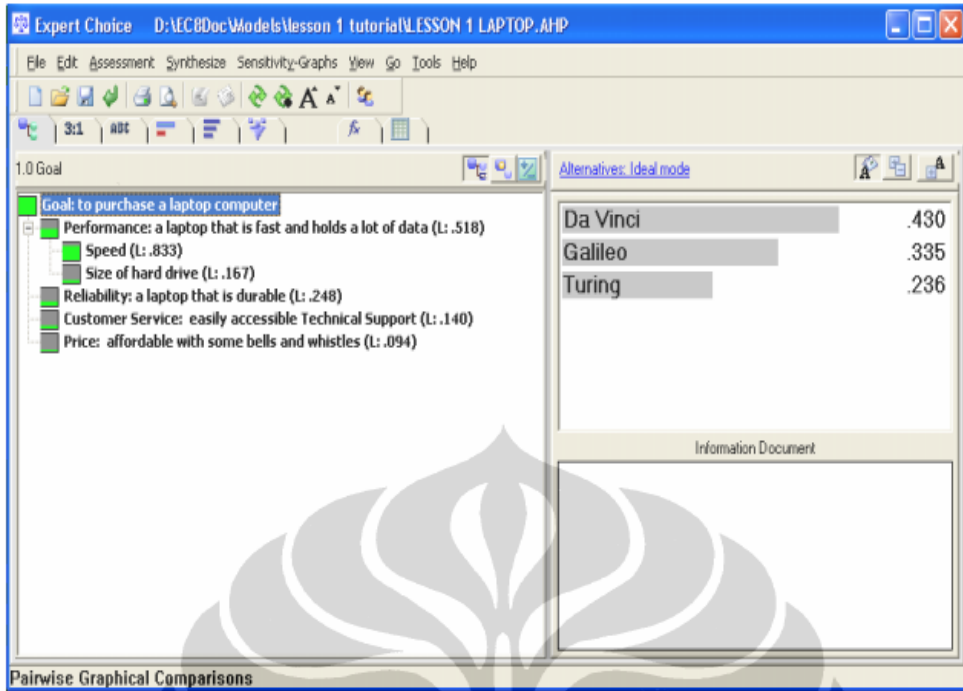 Expert Choice D:\EC8Doc\Models\lesson 1 tutorial\LESSON 1 LAPTOP.AHP
File Edit Assessment Synthesize Sensitivity-Graphs View Go Tools Help
3:1 ABC fx
1.0 Goal
Goal: to purchase a laptop computer
Performance: a laptop that is fast and holds a lot of data (L: .518)
Speed (L: .833)
Size of hard drive (L: .167)
Reliability: a laptop that is durable (L: .248)
Customer Service: easily accessible Technical Support (L: .140)
Price: affordable with some bells and whistles (L: .094)
Alternatives: Ideal mode
Da Vinci .430
Galileo .335
Turing .236
Information Document
Pairwise Graphical Comparisons